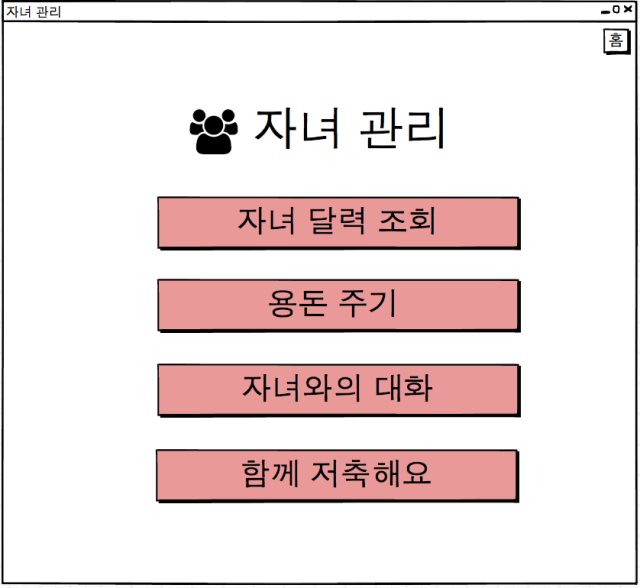 자녀 관리
홈
자녀 관리
자녀 달력 조회
용돈 주기
자녀와의 대화
함께 저축해요